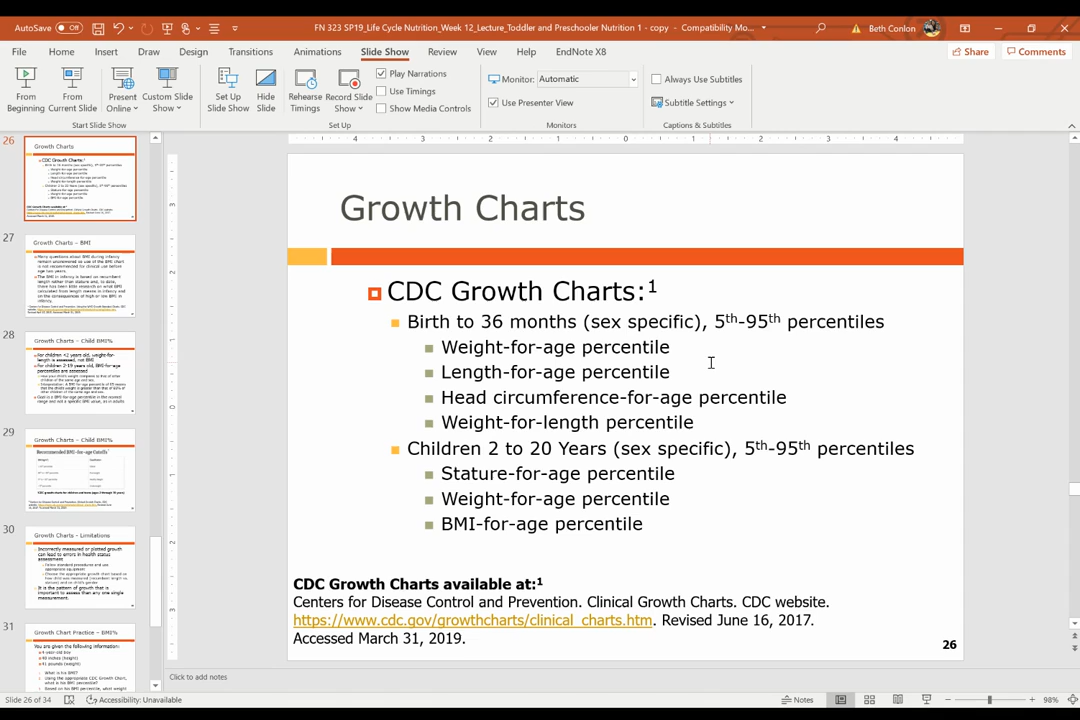 AutoSave Off
FN 323 SP19_Life Cycle Nutrition_Week 12_Lecture_Toddler and Preschooler Nutrition 1 - copy - Compatibility Mo...
Beth Conlon
File Home Insert Draw Design Transitions Animations Slide Show Review View Help EndNote X8
Share Comments
From Beginning
From Current Slide
Present Online
Custom Slide Show
Set Up Slide Show
Hide Slide
Rehearse Timings
Record Slide Show
Play Narrations
Use Timings
Show Media Controls
Monitor: Automatic
Use Presenter View
Always Use Subtitles
Subtitle Settings
Start Slide Show
Set Up
Monitors
Captions & Subtitles
26
Growth Charts
27
Growth Charts – BMI
28
Growth Charts – Child BMI%
29
Growth Charts – Child BMI%
30
Growth Charts – Limitations
31
Growth Chart Practice – BMI%
You are given the following information:
Growth Charts
CDC Growth Charts:1
Birth to 36 months (sex specific), 5th-95th percentiles
Weight-for-age percentile
Length-for-age percentile
Head circumference-for-age percentile
Weight-for-length percentile
Children 2 to 20 Years (sex specific), 5th-95th percentiles
Stature-for-age percentile
Weight-for-age percentile
BMI-for-age percentile
CDC Growth Charts available at:1
Centers for Disease Control and Prevention. Clinical Growth Charts. CDC website.
https://www.cdc.gov/growthcharts/clinical_charts.htm. Revised June 16, 2017.
Accessed March 31, 2019.
26
Click to add notes
Slide 26 of 34
Accessibility: Unavailable
Notes
98%